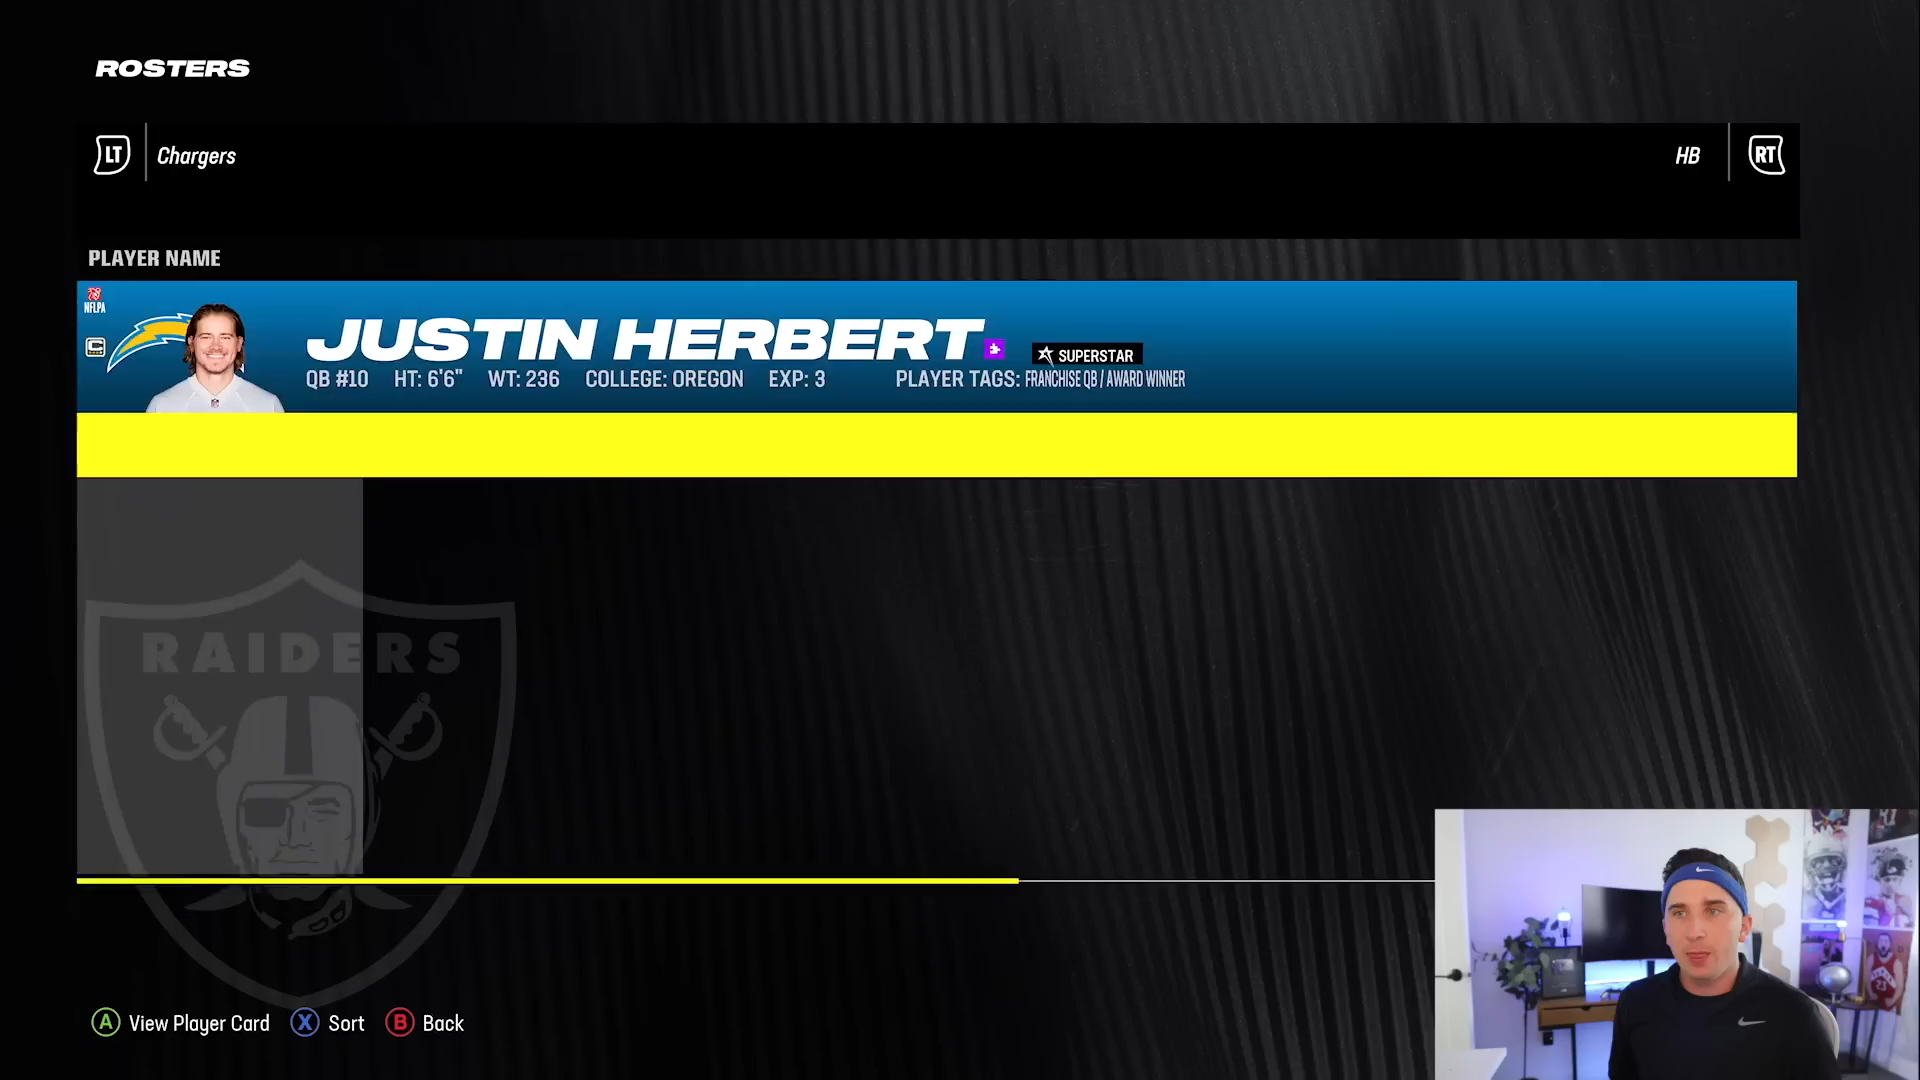 ROSTERS
LT Chargers HB RT
PLAYER NAME
NFLPA
C
JUSTIN HERBERT SUPERSTAR
QB #10 HT: 6'6" WT: 236 COLLEGE: OREGON EXP: 3 PLAYER TAGS: FRANCHISE QB / AWARD WINNER
RAIDERS
A View Player Card X Sort B Back